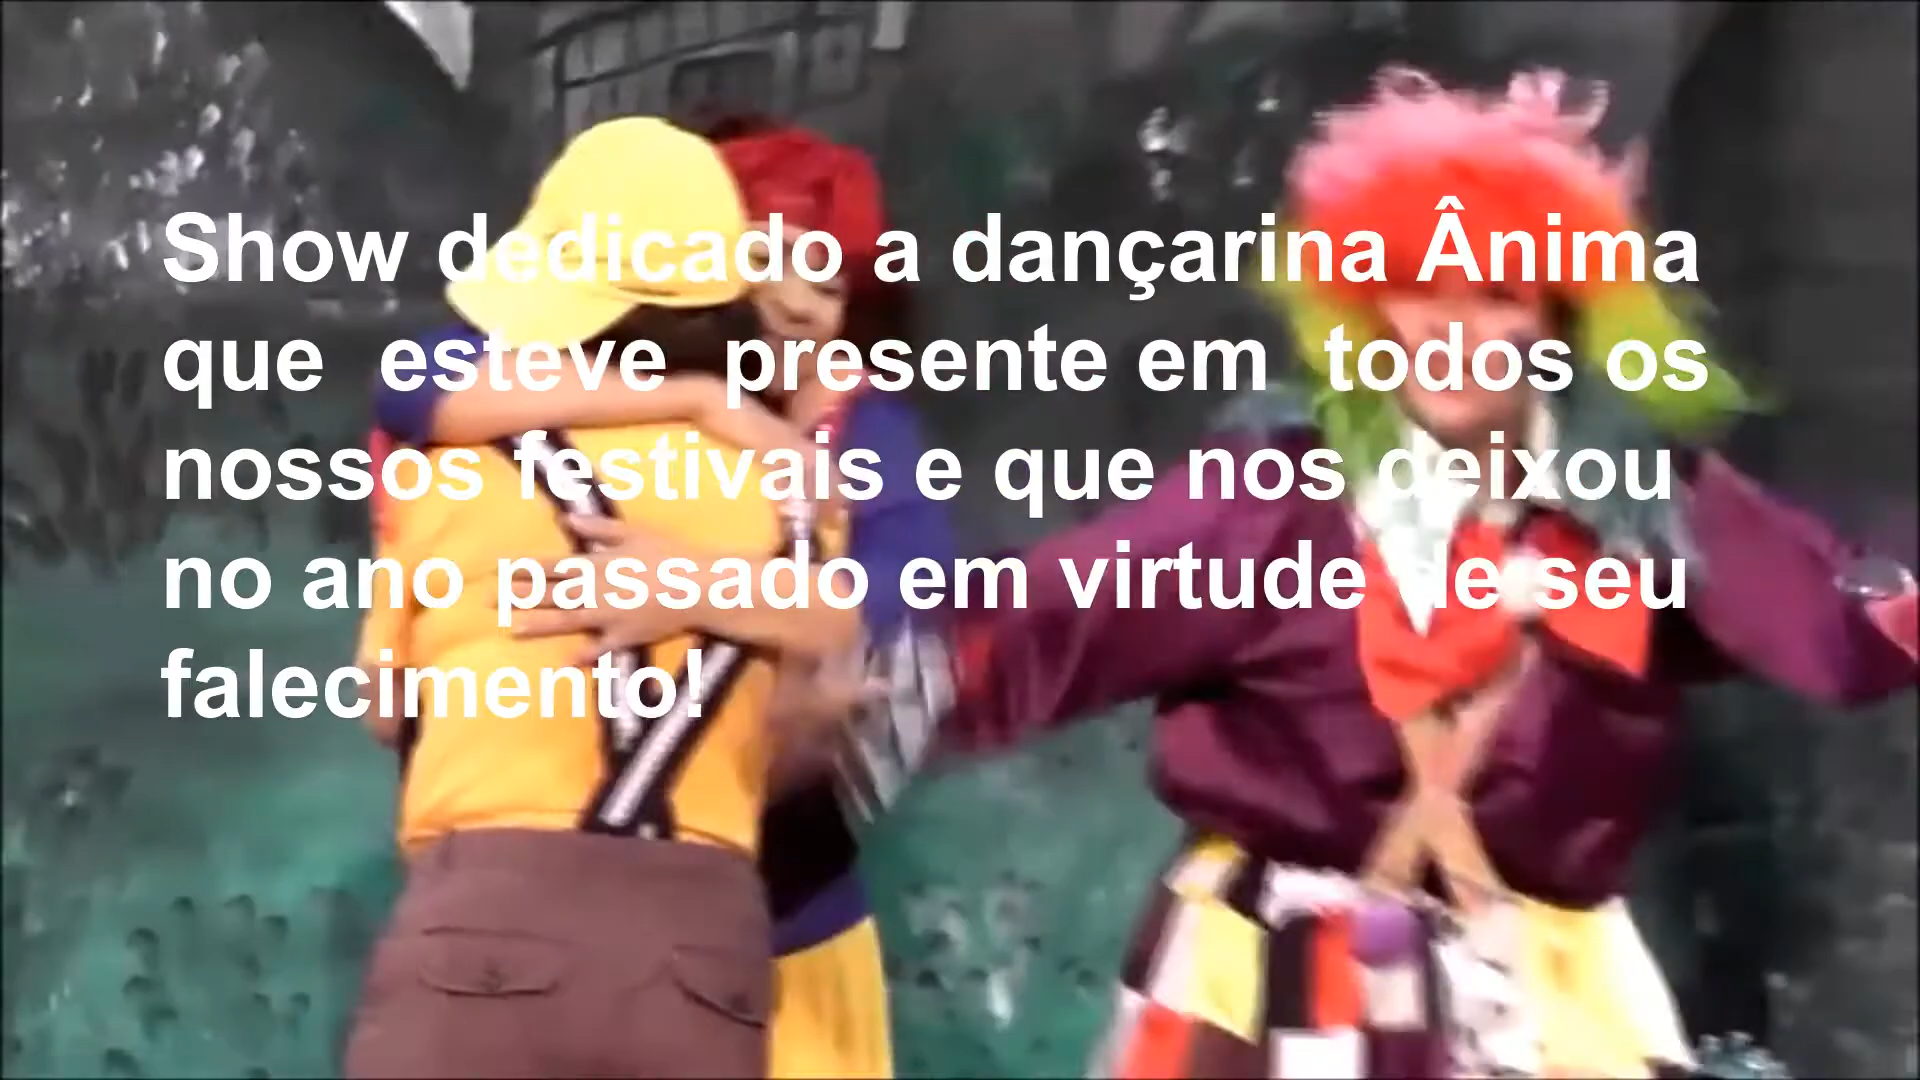 Show dedicado a dançarina Ânima
que esteve presente em todos os
nossos festivais e que nos deixou
no ano passado em virtude de seu
falecimento!